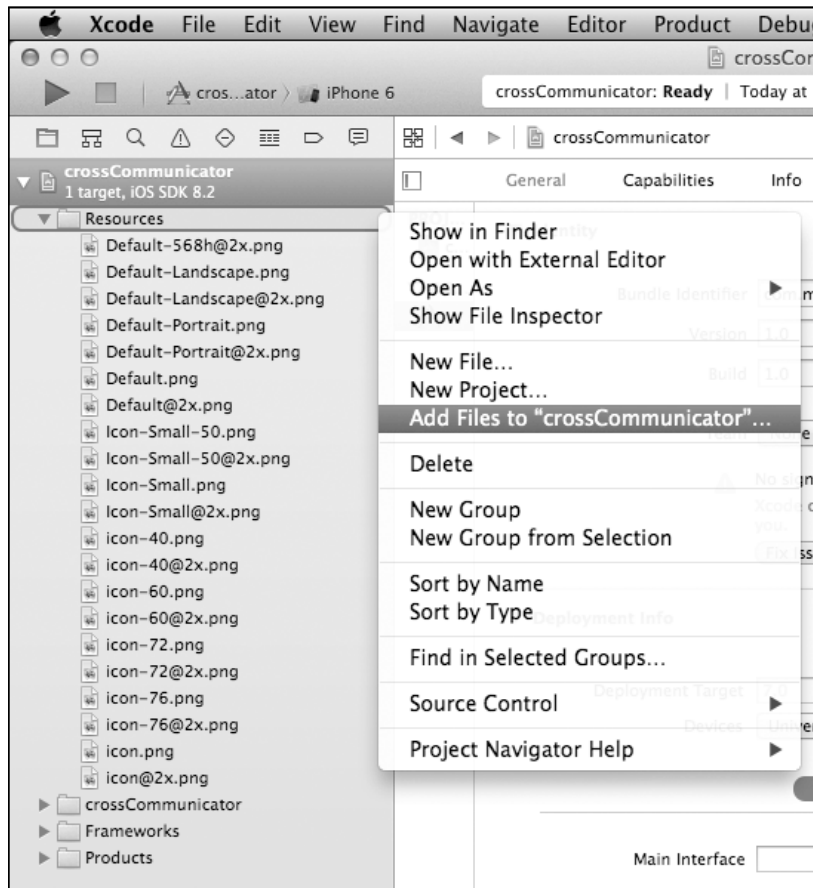 Xcode File Edit View Find Navigate Editor Product Debu
crossCor
cros...ator iPhone 6
crossCommunicator: Ready | Today at
crossCommunicator
crossCommunicator
1 target, iOS SDK 8.2
General Capabilities Info
Resources
Default-568h@2x.png
Default-Landscape.png
Default-Landscape@2x.png
Default-Portrait.png
Default-Portrait@2x.png
Default.png
Default@2x.png
Icon-Small-50.png
Icon-Small-50@2x.png
Icon-Small.png
Icon-Small@2x.png
icon-40.png
icon-40@2x.png
icon-60.png
icon-60@2x.png
icon-72.png
icon-72@2x.png
icon-76.png
icon-76@2x.png
icon.png
icon@2x.png
crossCommunicator
Frameworks
Products
Show in Finder
Open with External Editor
Open As
Show File Inspector
New File...
New Project...
Add Files to “crossCommunicator”...
Delete
New Group
New Group from Selection
Sort by Name
Sort by Type
Find in Selected Groups...
Source Control
Project Navigator Help
Bundle Identifier
Version 1.0
Build 1.0
No sign
Xcode
you.
Deployment Info
Deployment Target
Devices
Main Interface